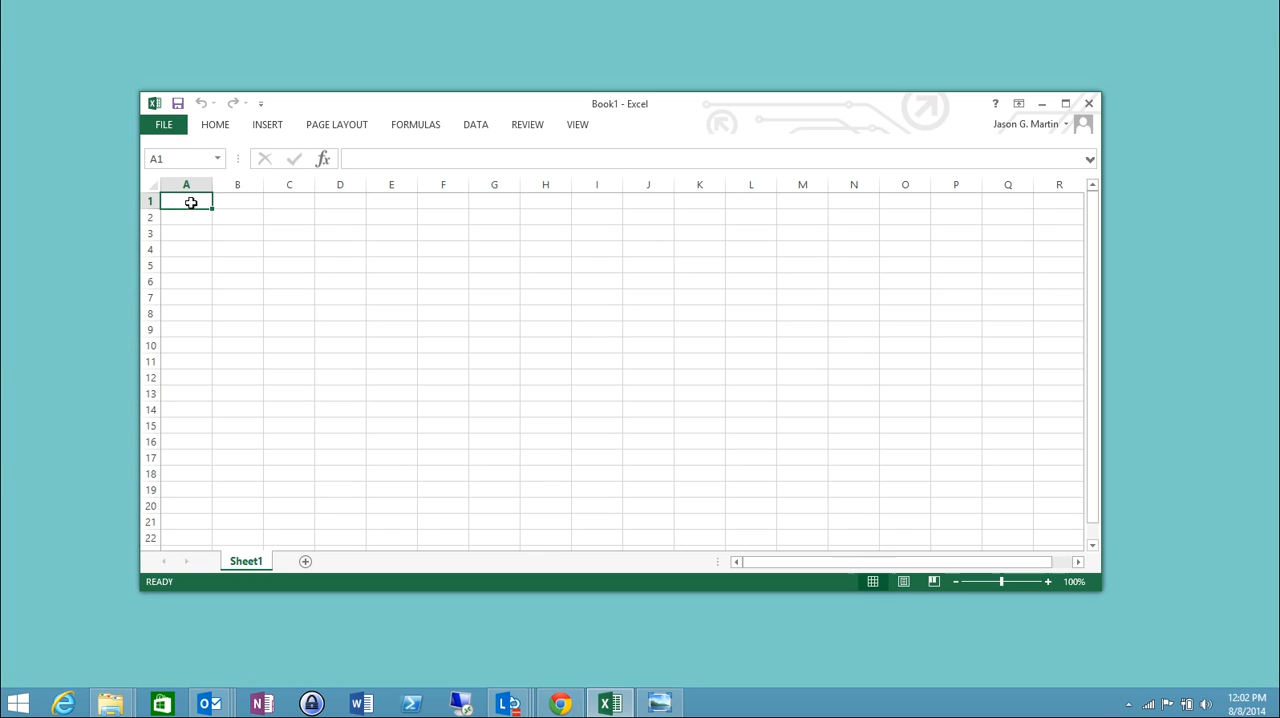 Book1 - Excel
?
FILE HOME INSERT PAGE LAYOUT FORMULAS DATA REVIEW VIEW
Jason G. Martin
A1
fx
A B C D E F G H I J K L M N O P Q R
1
2
3
4
5
6
7
8
9
10
11
12
13
14
15
16
17
18
19
20
21
22
Sheet1
READY
100%
12:02 PM
8/8/2014